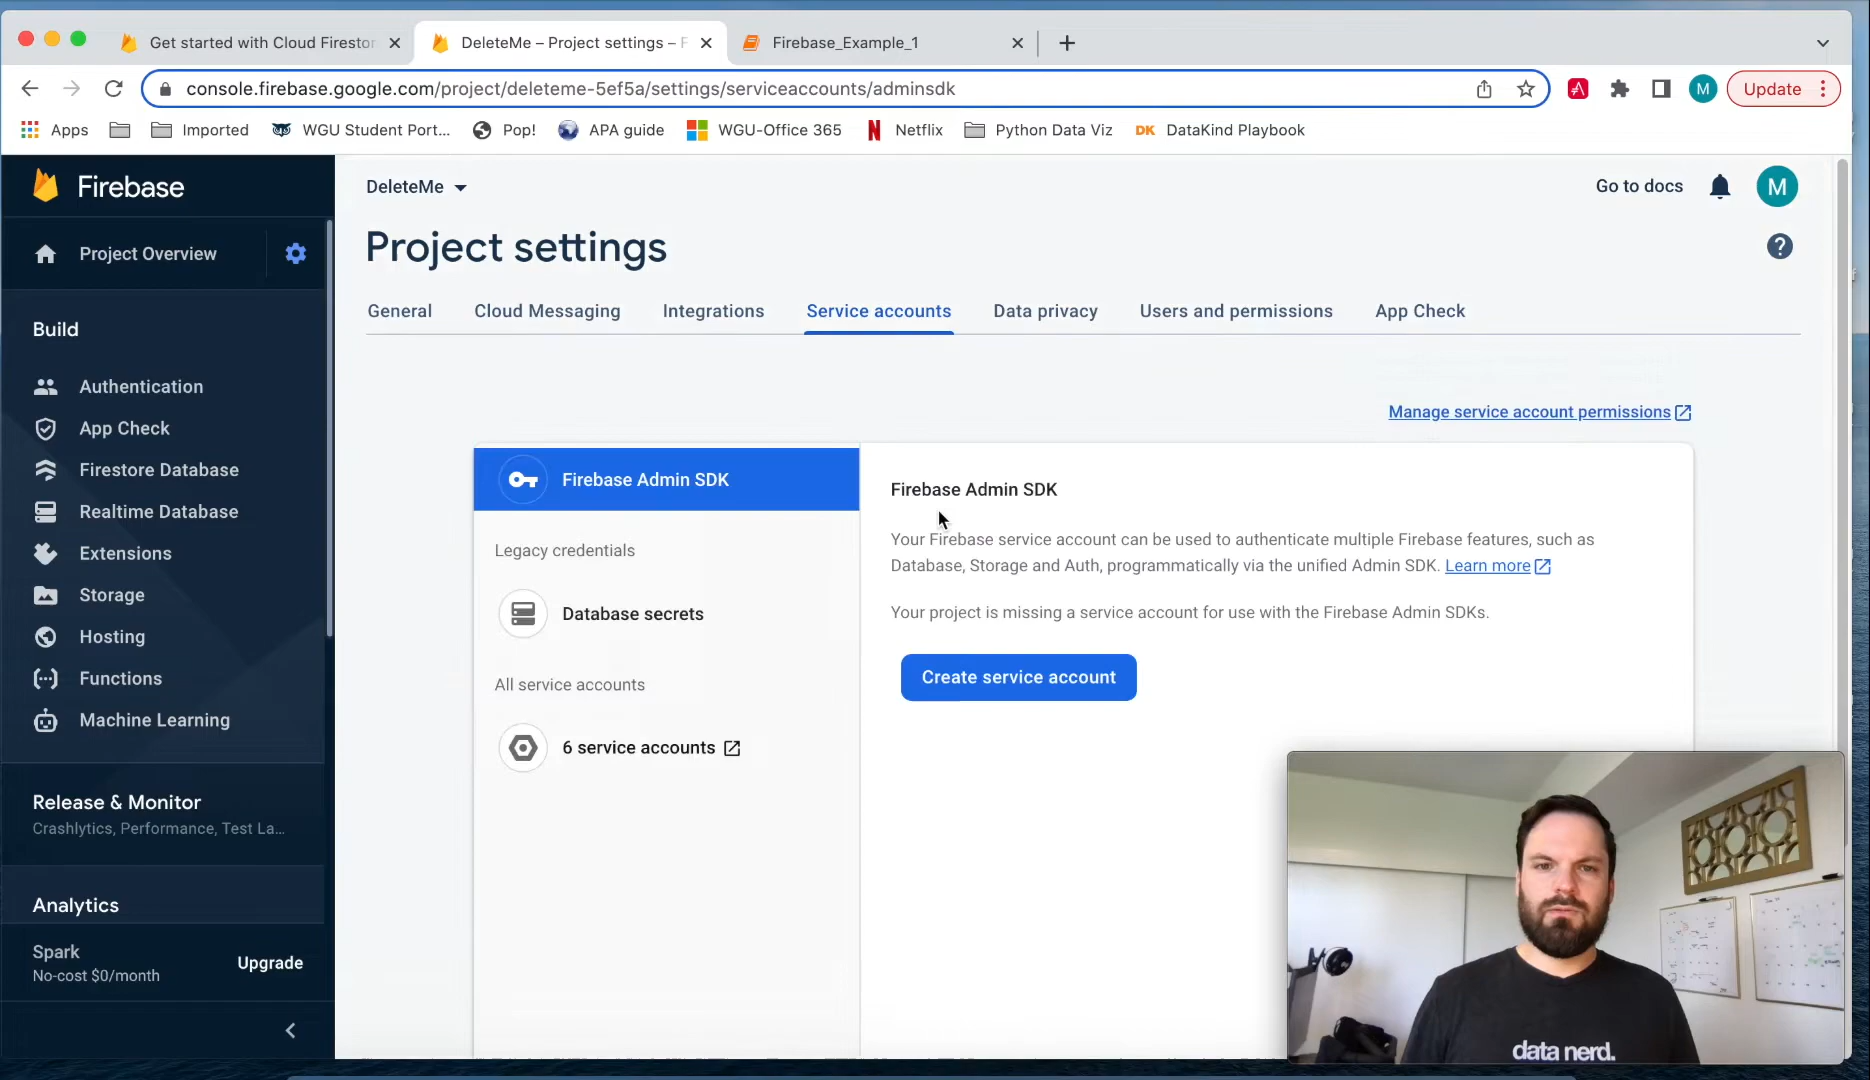 Get started with Cloud Firestor
DeleteMe – Project settings – F
Firebase_Example_1
console.firebase.google.com/project/deleteme-5ef5a/settings/serviceaccounts/adminsdk
M
Update
Apps
Imported
WGU Student Port...
Pop!
APA guide
WGU-Office 365
Netflix
Python Data Viz
DK DataKind Playbook
Firebase
DeleteMe
Go to docs
M
Project settings
Project Overview
General
Cloud Messaging
Integrations
Service accounts
Data privacy
Users and permissions
App Check
Build
Authentication
App Check
Firestore Database
Realtime Database
Extensions
Storage
Hosting
Functions
Machine Learning
Release & Monitor
Crashlytics, Performance, Test La...
Analytics
Spark
No-cost $0/month
Upgrade
Manage service account permissions
Firebase Admin SDK
Legacy credentials
Database secrets
All service accounts
6 service accounts
Firebase Admin SDK
Your Firebase service account can be used to authenticate multiple Firebase features, such as
Database, Storage and Auth, programmatically via the unified Admin SDK. Learn more
Your project is missing a service account for use with the Firebase Admin SDKs.
Create service account
data nerd.